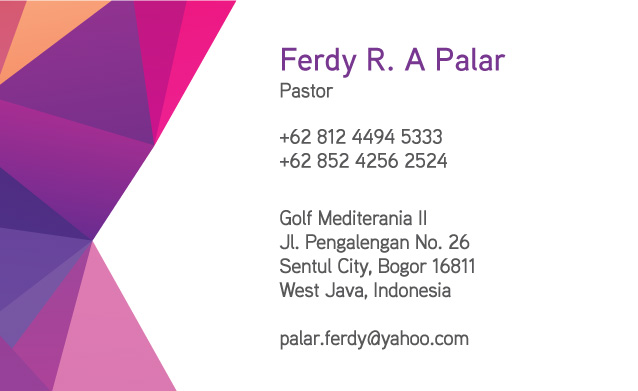 Ferdy R. A Palar
Pastor
+62 812 4494 5333
+62 852 4256 2524
Golf Mediterania II
Jl. Pengalengan No. 26
Sentul City, Bogor 16811
West Java, Indonesia
palar.ferdy@yahoo.com